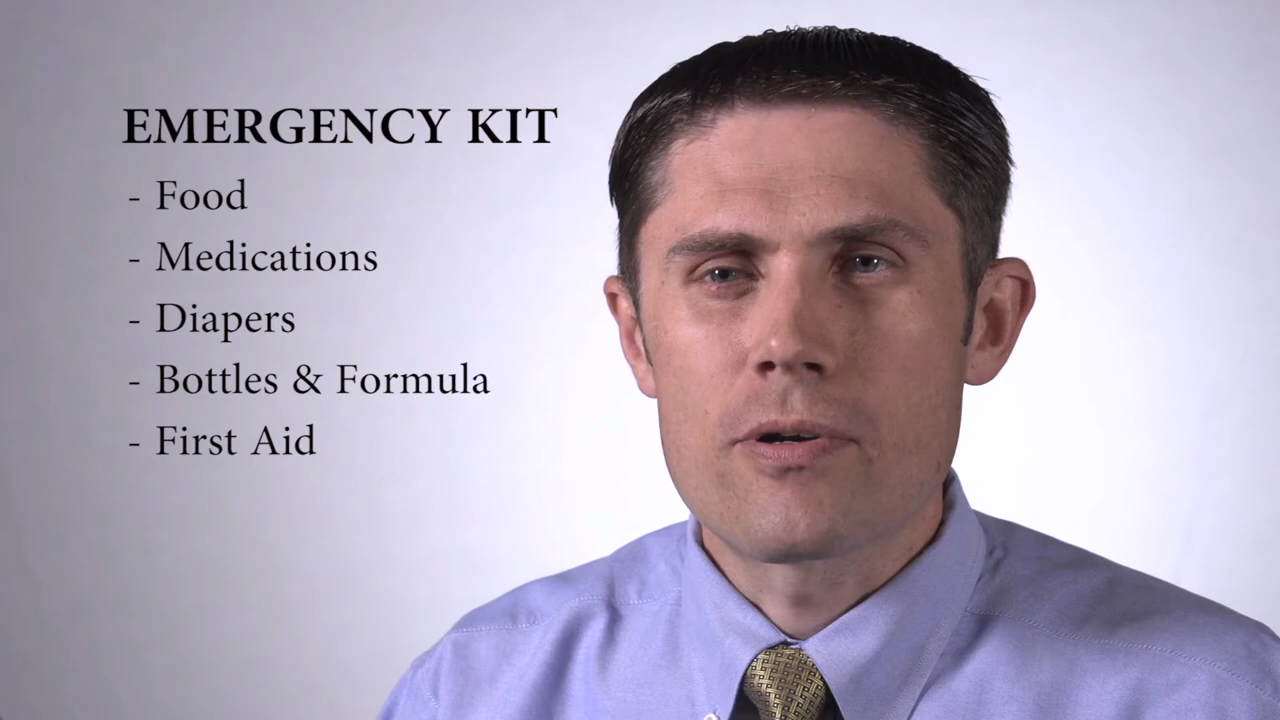 EMERGENCY KIT
- Food
- Medications
- Diapers
- Bottles & Formula
- First Aid